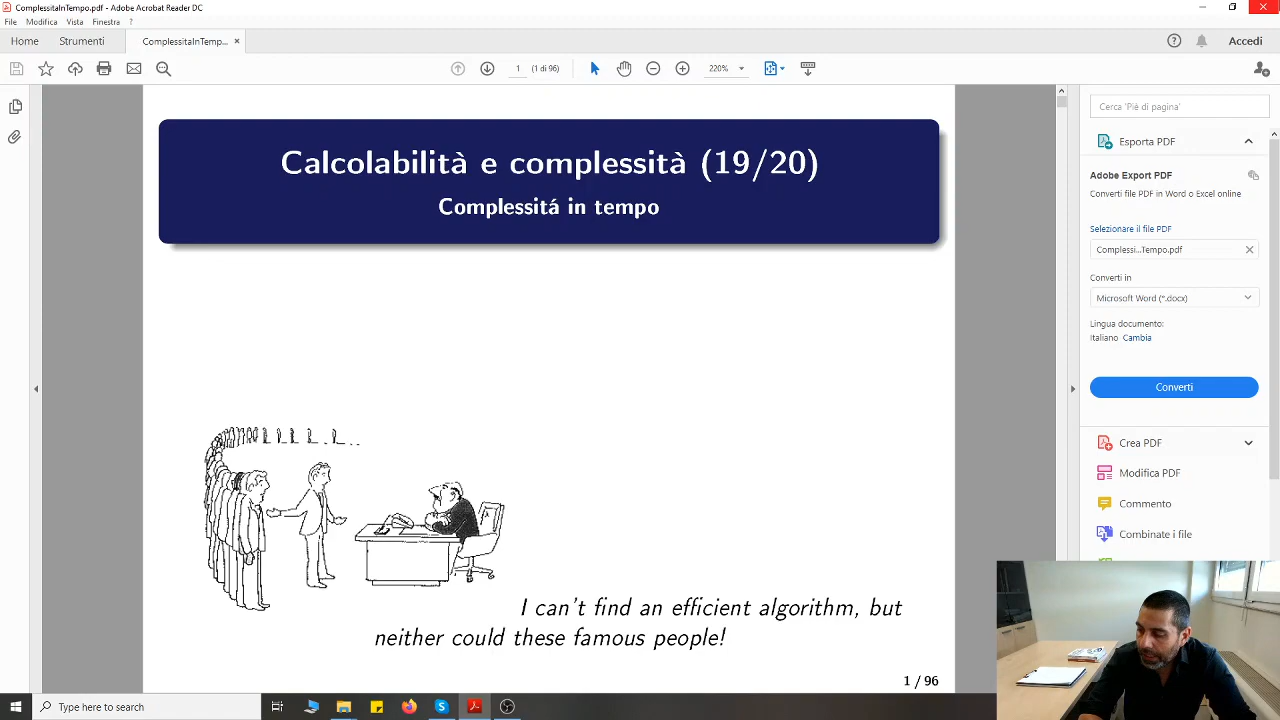 ComplessitaInTempo.pdf - Adobe Acrobat Reader DC
File Modifica Vista Finestra ?
Home Strumenti ComplessitaInTemp... × Accedi
1 (1 di 96) 220%
Cerca 'Piè di pagina'
Esporta PDF
Adobe Export PDF
Converti file PDF in Word o Excel online.
Selezionare il file PDF
Complessi...Tempo.pdf
Converti in
Microsoft Word (*.docx)
Lingua documento:
Italiano Cambia
Converti
Crea PDF
Modifica PDF
Commento
Combinate i file
Calcolabilità e complessità (19/20)
Complessitá in tempo
I can't find an efficient algorithm, but
neither could these famous people!
1 / 96
Type here to search